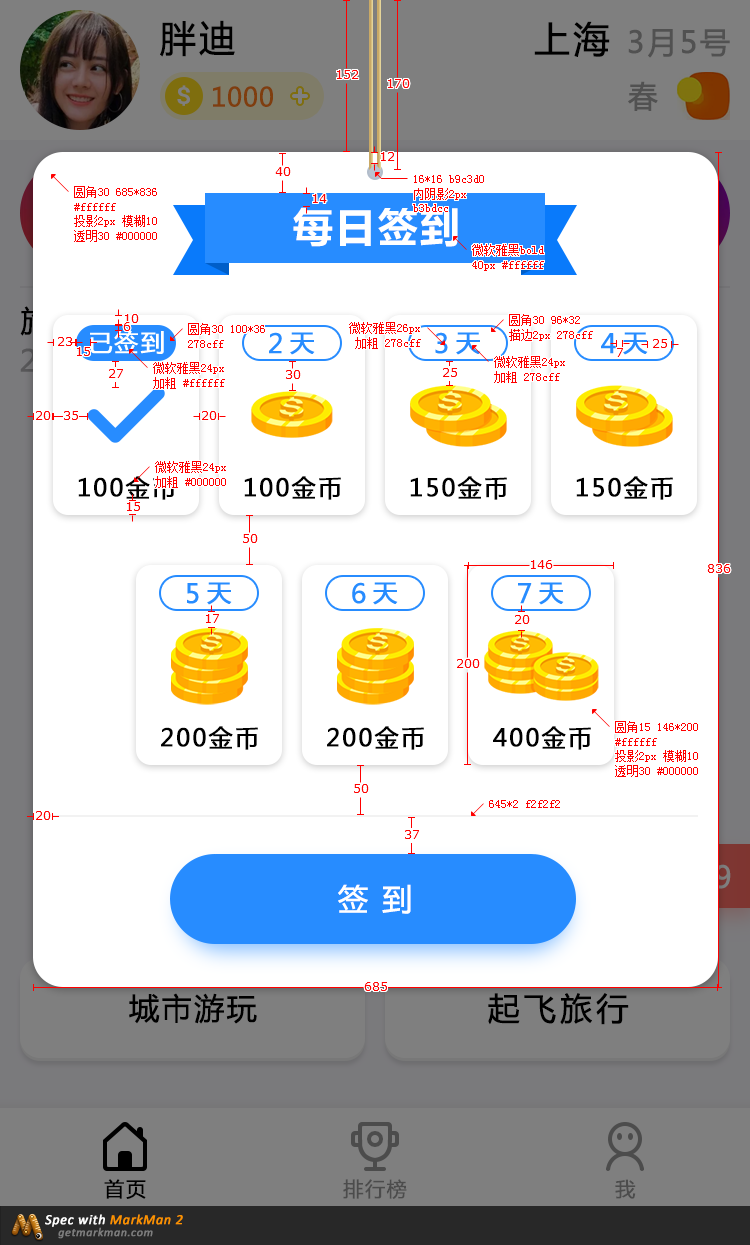 胖迪
上海 3月5号
$ 1000
春
152
170
12
40
16*16 b9c3d0
内阴影2px
b3bdcc
圆角30 685*836
#ffffff
投影2px 模糊10
透明30 #000000
14
每日签到
微软雅黑bold
40px #ffffff
10
6
23
15
已签到
圆角30 100*36
278cff
2天
微软雅黑26px
加粗 278cff
3天
圆角30 96*32
描边2px 278cff
4天
7
25
27
微软雅黑24px
加粗 #ffffff
30
25
微软雅黑24px
加粗 278cff
20
35
20
微软雅黑24px
加粗 #000000
100金币
100金币
150金币
150金币
15
50
146
836
5天
6天
7天
17
20
200
200金币
200金币
400金币
圆角15 146*200
#ffffff
投影2px 模糊10
透明30 #000000
50
645*2 f2f2f2
20
37
9
签到
685
城市游玩
起飞旅行
首页
排行榜
我
Spec with MarkMan 2
getmarkman.com